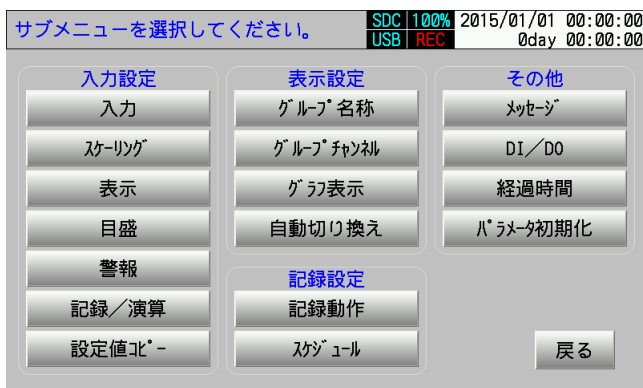 サブメニューを選択してください。
SDC 100% 2015/01/01 00:00:00
USB REC 0day 00:00:00
入力設定
入力
ｽｹｰﾘﾝｸﾞ
表示
目盛
警報
記録／演算
設定値ｺﾋﾟｰ
表示設定
ｸﾞﾙｰﾌﾟ名称
ｸﾞﾙｰﾌﾟﾁｬﾝﾈﾙ
ｸﾞﾗﾌ表示
自動切り換え
記録設定
記録動作
ｽｹｼﾞｭｰﾙ
その他
ﾒｯｾｰｼﾞ
DI／DO
経過時間
ﾊﾟﾗﾒｰﾀ初期化
戻る